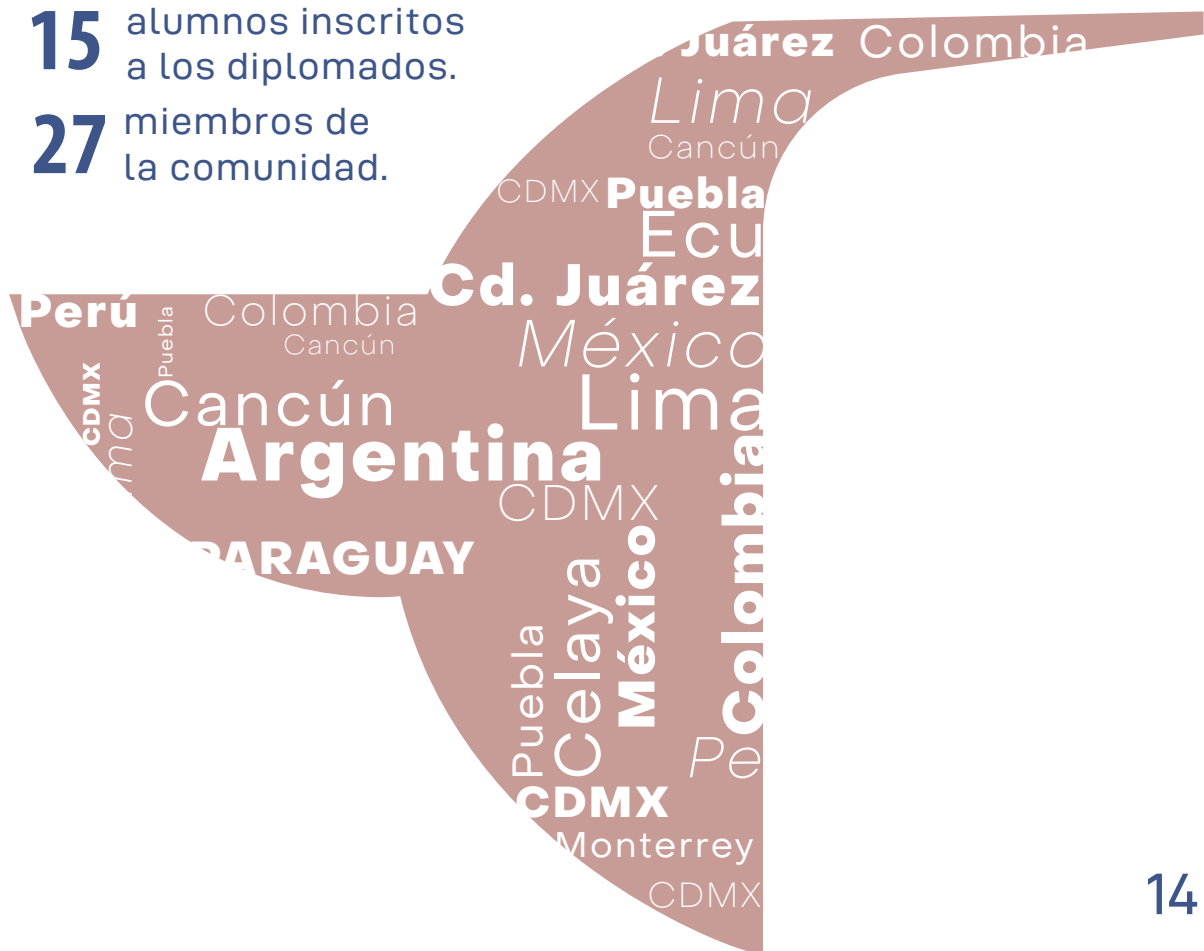 15 alumnos inscritos
a los diplomados.
27 miembros de
la comunidad.
Juárez Colombia
Lima
Cancún
CDMX Puebla
Ecu
Cd. Juárez
Perú
Puebla
Colombia
Cancún
México
CDMX
ma
Cancún
Lima
Argentina
CDMX
Colombia
PARAGUAY
Puebla
Celaya
México
Pe
CDMX
Monterrey
CDMX
14